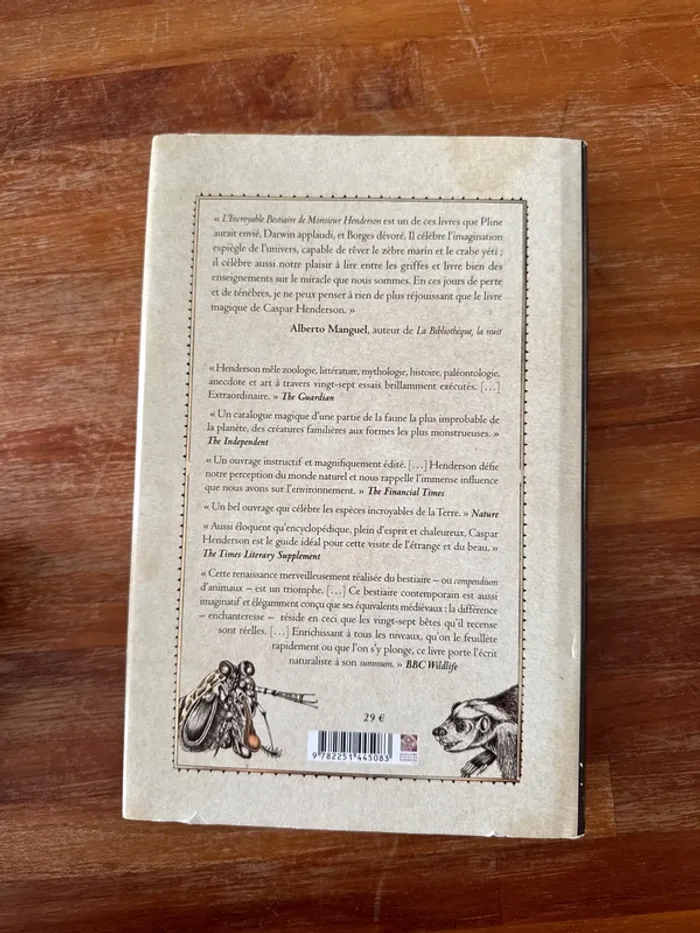 « L'Incroyable Bestiaire de Monsieur Henderson est un de ces livres que Pline
aurait envié, Darwin applaudi, et Borges dévoré. Il célèbre l'imagination
espiègle de l'univers, capable de rêver le zèbre marin et le crabe yéti ;
il célèbre aussi notre plaisir à lire entre les griffes et livre bien des
enseignements sur le miracle que nous sommes. En ces jours de perte
et de ténèbres, je ne peux penser à rien de plus réjouissant que le livre
magique de Caspar Henderson. »
Alberto Manguel, auteur de La Bibliothèque, la nuit
« Henderson mêle zoologie, littérature, mythologie, histoire, paléontologie,
anecdote et art à travers vingt-sept essais brillamment exécutés. […]
Extraordinaire. » The Guardian
« Un catalogue magique d'une partie de la faune la plus improbable de
la planète, des créatures familières aux formes les plus monstrueuses. »
The Independent
« Un ouvrage instructif et magnifiquement édité. […] Henderson défie
notre perception du monde naturel et nous rappelle l'immense influence
que nous avons sur l'environnement. » The Financial Times
« Un bel ouvrage qui célèbre les espèces incroyables de la Terre. » Nature
« Aussi éloquent qu'encyclopédique, plein d'esprit et chaleureux, Caspar
Henderson est le guide idéal pour cette visite de l'étrange et du beau. »
The Times Literary Supplement
« Cette renaissance merveilleusement réalisée du bestiaire – ou compendium
d'animaux – est un triomphe. […] Ce bestiaire contemporain est aussi
imaginatif et élégamment conçu que ses équivalents médiévaux : la différence
– enchanteresse – réside en ceci que les vingt-sept bêtes qu'il recense
sont réelles. […] Enrichissant à tous les niveaux, qu'on le feuillète
rapidement ou que l'on s'y plonge, ce livre porte l'écrit
naturaliste à son summum. » BBC Wildlife
29 €
9 782251 445083